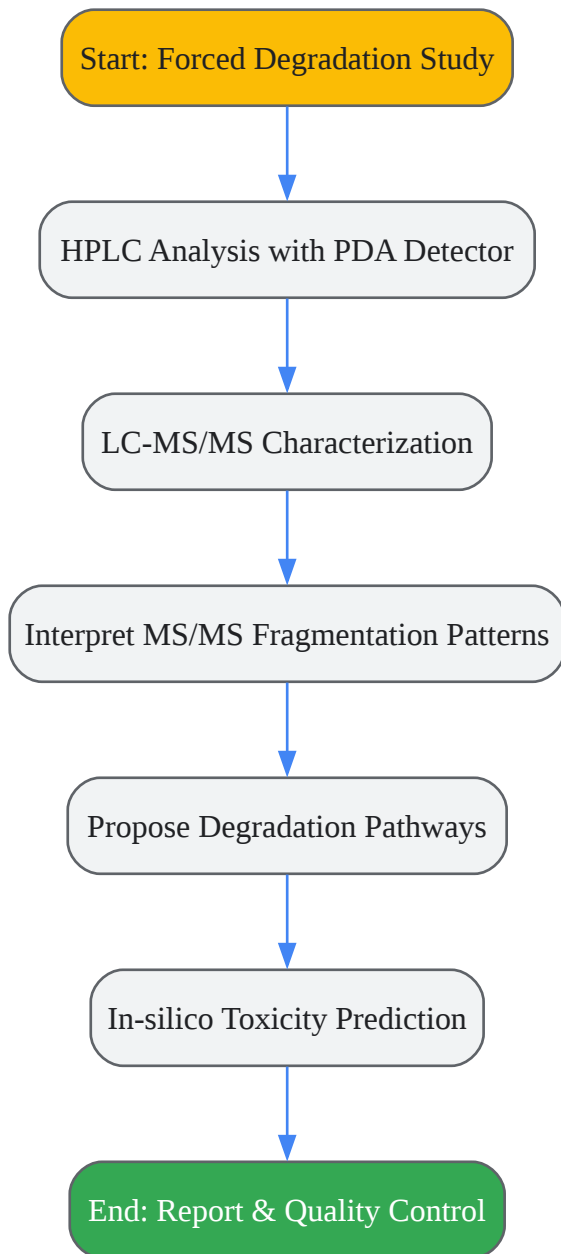 Start: Forced Degradation Study
HPLC Analysis with PDA Detector
LC-MS/MS Characterization
Interpret MS/MS Fragmentation Patterns
Propose Degradation Pathways
In-silico Toxicity Prediction
End: Report & Quality Control